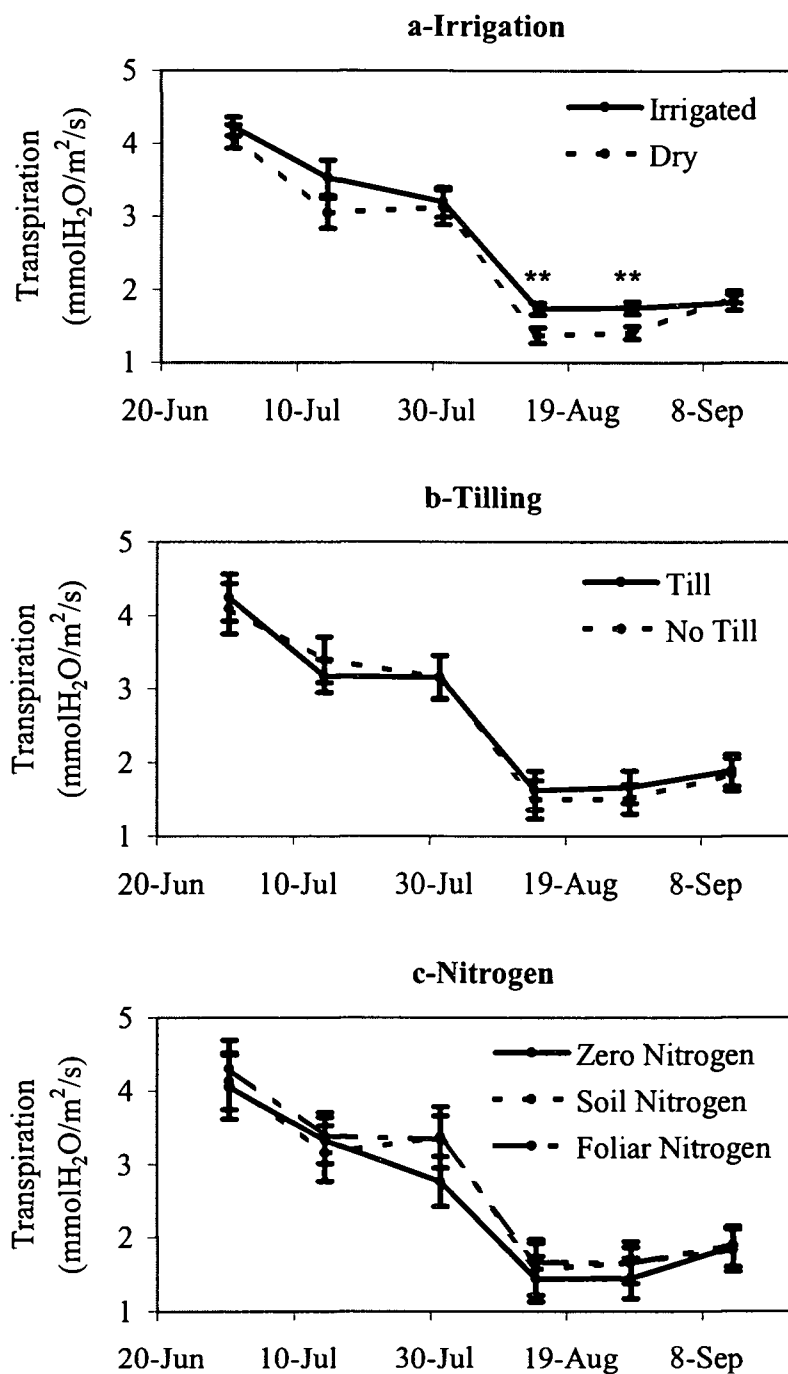 a-Irrigation
5
4
3
2
1
Transpiration
(mmolH₂O/m²/s)
Irrigated
Dry
**
**
20-Jun 10-Jul 30-Jul 19-Aug 8-Sep
b-Tilling
5
4
3
2
1
Transpiration
(mmolH₂O/m²/s)
Till
No Till
20-Jun 10-Jul 30-Jul 19-Aug 8-Sep
c-Nitrogen
5
4
3
2
1
Transpiration
(mmolH₂O/m²/s)
Zero Nitrogen
Soil Nitrogen
Foliar Nitrogen
20-Jun 10-Jul 30-Jul 19-Aug 8-Sep